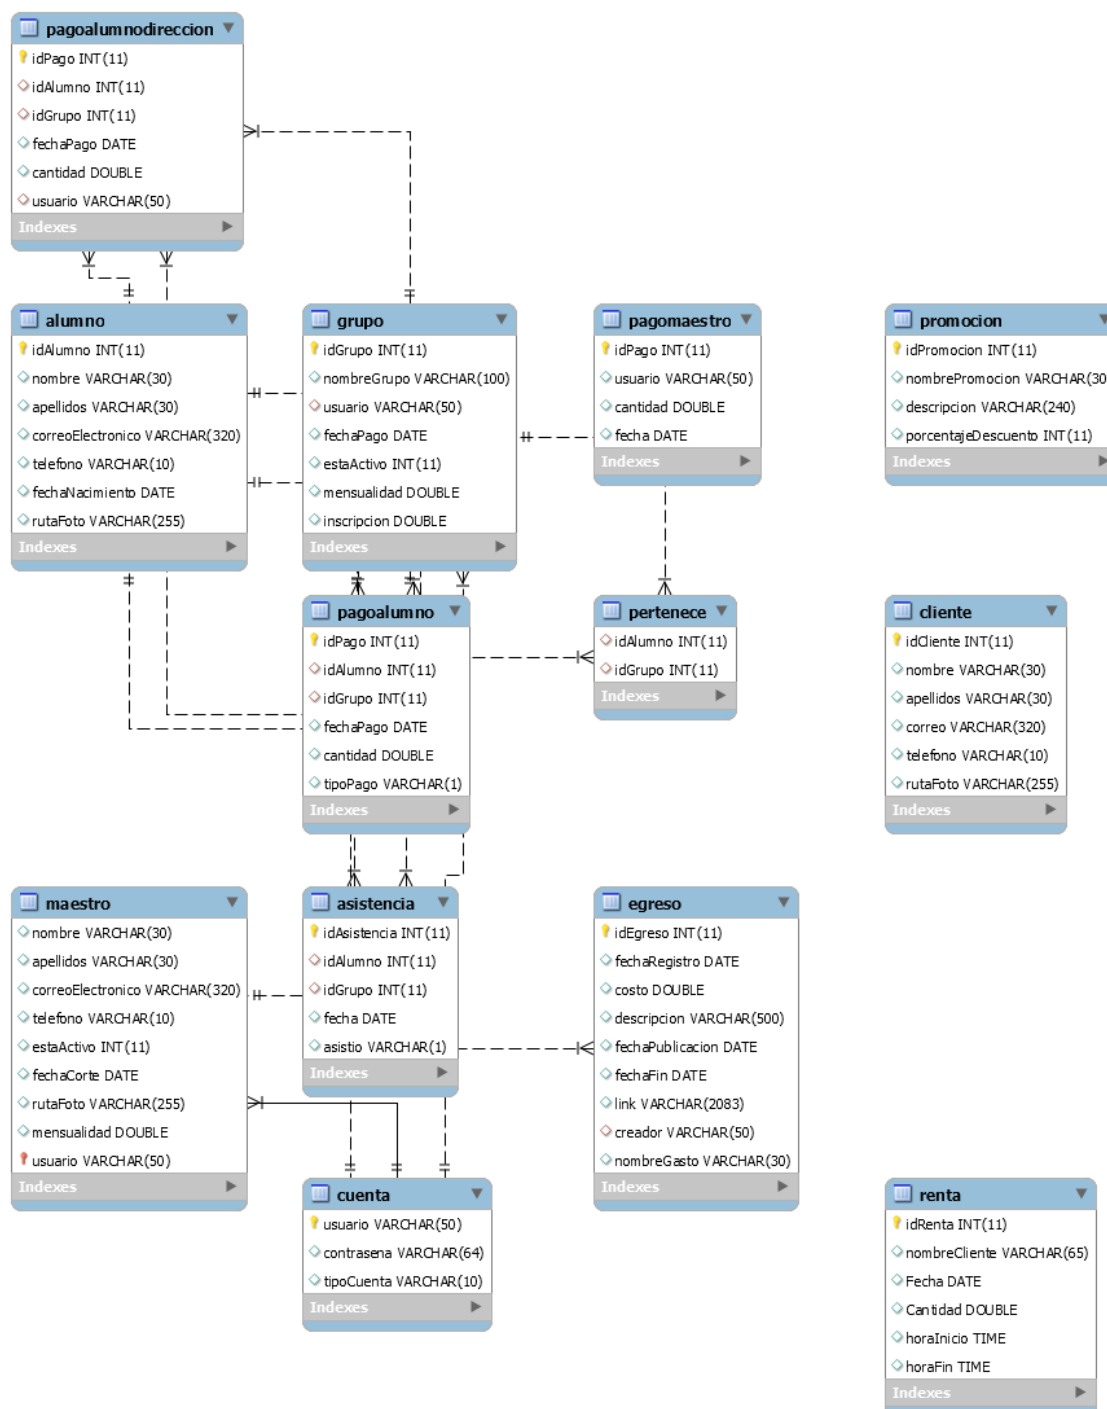 pagoalumnodireccion
idPago INT(11)
idAlumno INT(11)
idGrupo INT(11)
fechaPago DATE
cantidad DOUBLE
usuario VARCHAR(50)
Indexes
alumno
idAlumno INT(11)
nombre VARCHAR(30)
apellidos VARCHAR(30)
correoElectronico VARCHAR(320)
telefono VARCHAR(10)
fechaNacimiento DATE
rutaFoto VARCHAR(255)
Indexes
grupo
idGrupo INT(11)
nombreGrupo VARCHAR(100)
usuario VARCHAR(50)
fechaPago DATE
estaActivo INT(11)
mensualidad DOUBLE
inscripcion DOUBLE
Indexes
pagomaestro
idPago INT(11)
usuario VARCHAR(50)
cantidad DOUBLE
fecha DATE
Indexes
promocion
idPromocion INT(11)
nombrePromocion VARCHAR(30
descripcion VARCHAR(240)
porcentajeDescuento INT(11)
Indexes
pagoalumno
idPago INT(11)
idAlumno INT(11)
idGrupo INT(11)
fechaPago DATE
cantidad DOUBLE
tipoPago VARCHAR(1)
Indexes
pertenece
idAlumno INT(11)
idGrupo INT(11)
Indexes
cliente
idCliente INT(11)
nombre VARCHAR(30)
apellidos VARCHAR(30)
correo VARCHAR(320)
telefono VARCHAR(10)
rutaFoto VARCHAR(255)
Indexes
maestro
nombre VARCHAR(30)
apellidos VARCHAR(30)
correoElectronico VARCHAR(320)
telefono VARCHAR(10)
estaActivo INT(11)
fechaCorte DATE
rutaFoto VARCHAR(255)
mensualidad DOUBLE
usuario VARCHAR(50)
Indexes
asistencia
idAsistencia INT(11)
idAlumno INT(11)
idGrupo INT(11)
fecha DATE
asistio VARCHAR(1)
Indexes
egreso
idEgreso INT(11)
fechaRegistro DATE
costo DOUBLE
descripcion VARCHAR(500)
fechaPublicacion DATE
fechaFin DATE
link VARCHAR(2083)
creador VARCHAR(50)
nombreGasto VARCHAR(30)
Indexes
cuenta
usuario VARCHAR(50)
contrasena VARCHAR(64)
tipoCuenta VARCHAR(10)
Indexes
renta
idRenta INT(11)
nombreCliente VARCHAR(65)
Fecha DATE
Cantidad DOUBLE
horaInicio TIME
horaFin TIME
Indexes